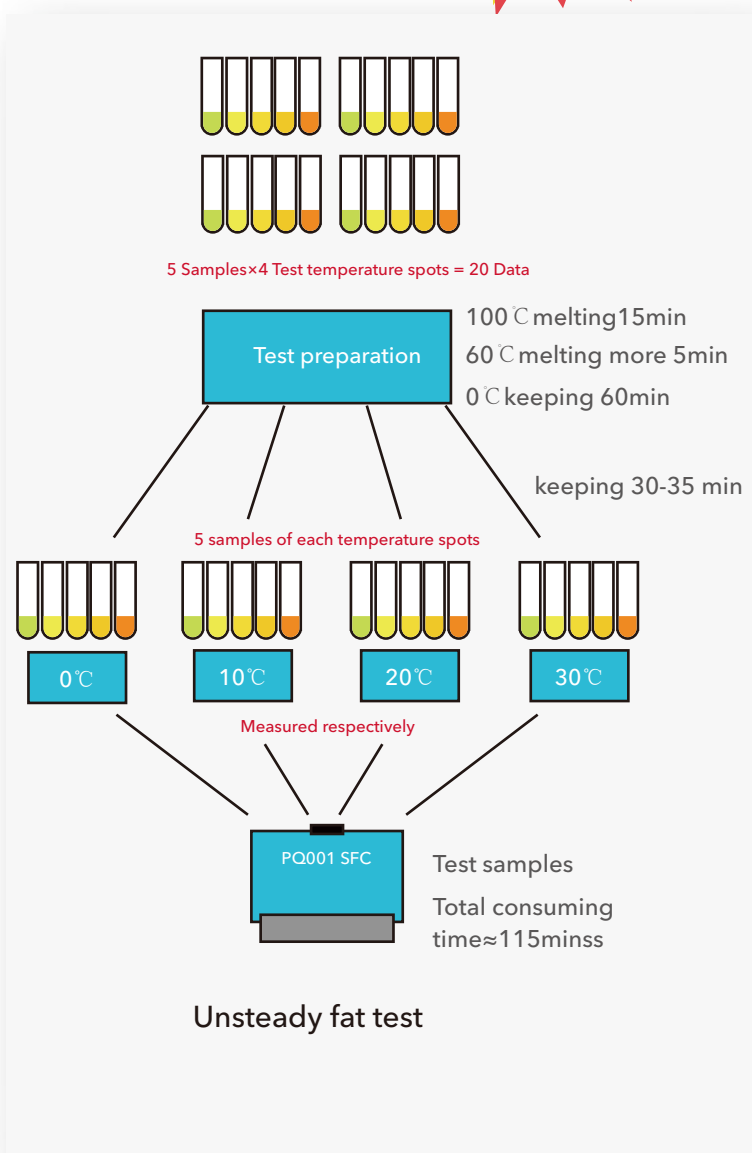 5 Samples×4 Test temperature spots = 20 Data
Test preparation
100℃melting15min
60℃melting more 5min
0℃keeping 60min
keeping 30-35 min
5 samples of each temperature spots
0℃
10℃
20℃
30℃
Measured respectively
PQ001 SFC
Test samples
Total consuming
time≈115minss
Unsteady fat test